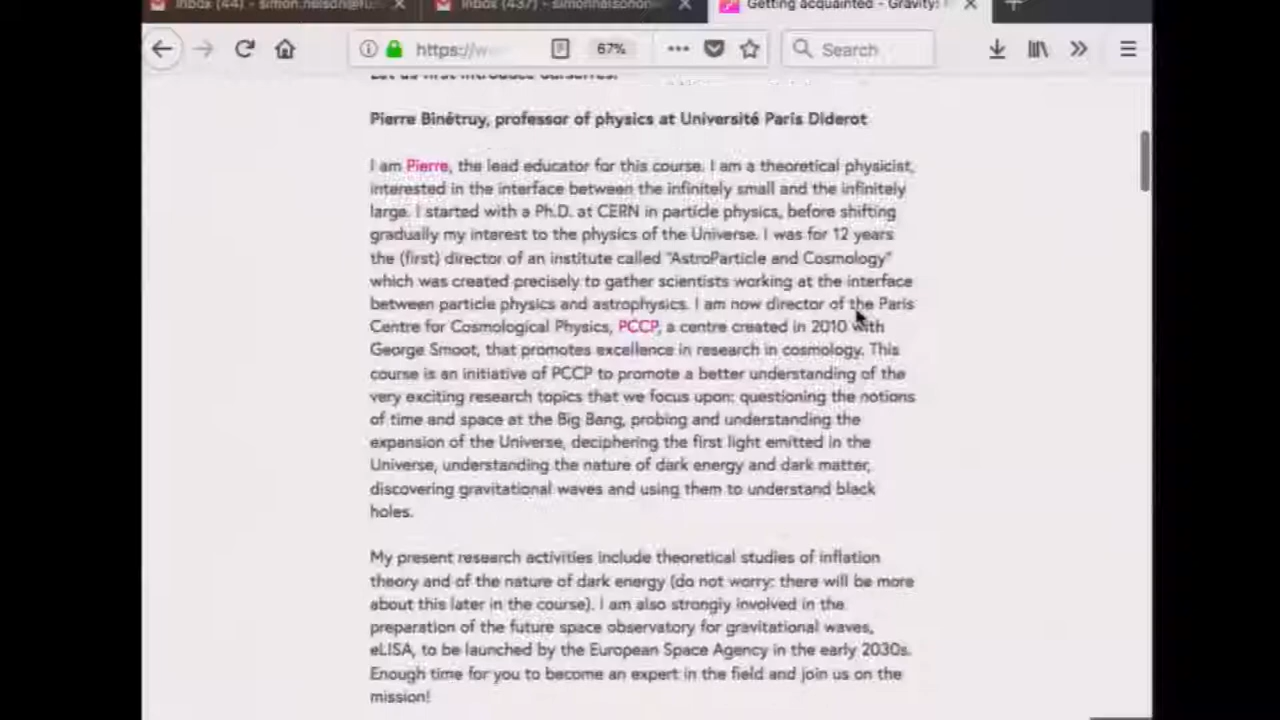 Inbox (44) - simon.nelson@fu
Inbox (437) - simonnelson
Getting acquainted - Gravity!
https://w
67%
Search
Let us first introduce ourselves.
Pierre Binétruy, professor of physics at Université Paris Diderot
I am Pierre, the lead educator for this course. I am a theoretical physicist,
interested in the interface between the infinitely small and the infinitely
large. I started with a Ph.D. at CERN in particle physics, before shifting
gradually my interest to the physics of the Universe. I was for 12 years
the (first) director of an institute called "AstroParticle and Cosmology"
which was created precisely to gather scientists working at the interface
between particle physics and astrophysics. I am now director of the Paris
Centre for Cosmological Physics, PCCP, a centre created in 2010 with
George Smoot, that promotes excellence in research in cosmology. This
course is an initiative of PCCP to promote a better understanding of the
very exciting research topics that we focus upon: questioning the notions
of time and space at the Big Bang, probing and understanding the
expansion of the Universe, deciphering the first light emitted in the
Universe, understanding the nature of dark energy and dark matter,
discovering gravitational waves and using them to understand black
holes.
My present research activities include theoretical studies of inflation
theory and of the nature of dark energy (do not worry: there will be more
about this later in the course). I am also strongly involved in the
preparation of the future space observatory for gravitational waves,
eLISA, to be launched by the European Space Agency in the early 2030s.
Enough time for you to become an expert in the field and join us on the
mission!